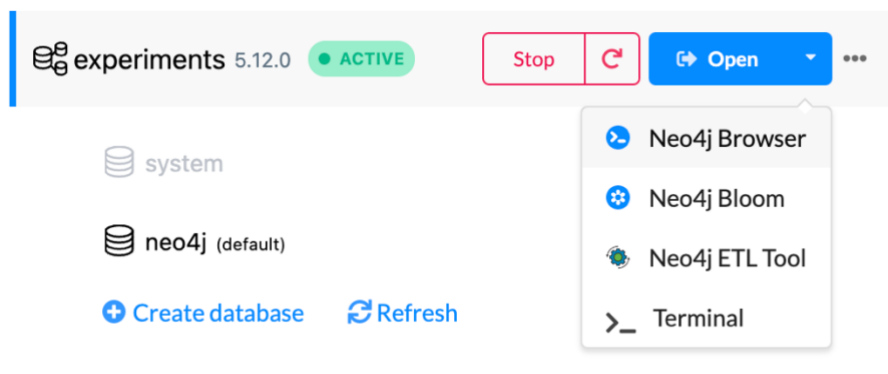 experiments 5.12.0 ACTIVE Stop Open
Neo4j Browser
system
Neo4j Bloom
neo4j (default)
Neo4j ETL Tool
Create database Refresh
Terminal